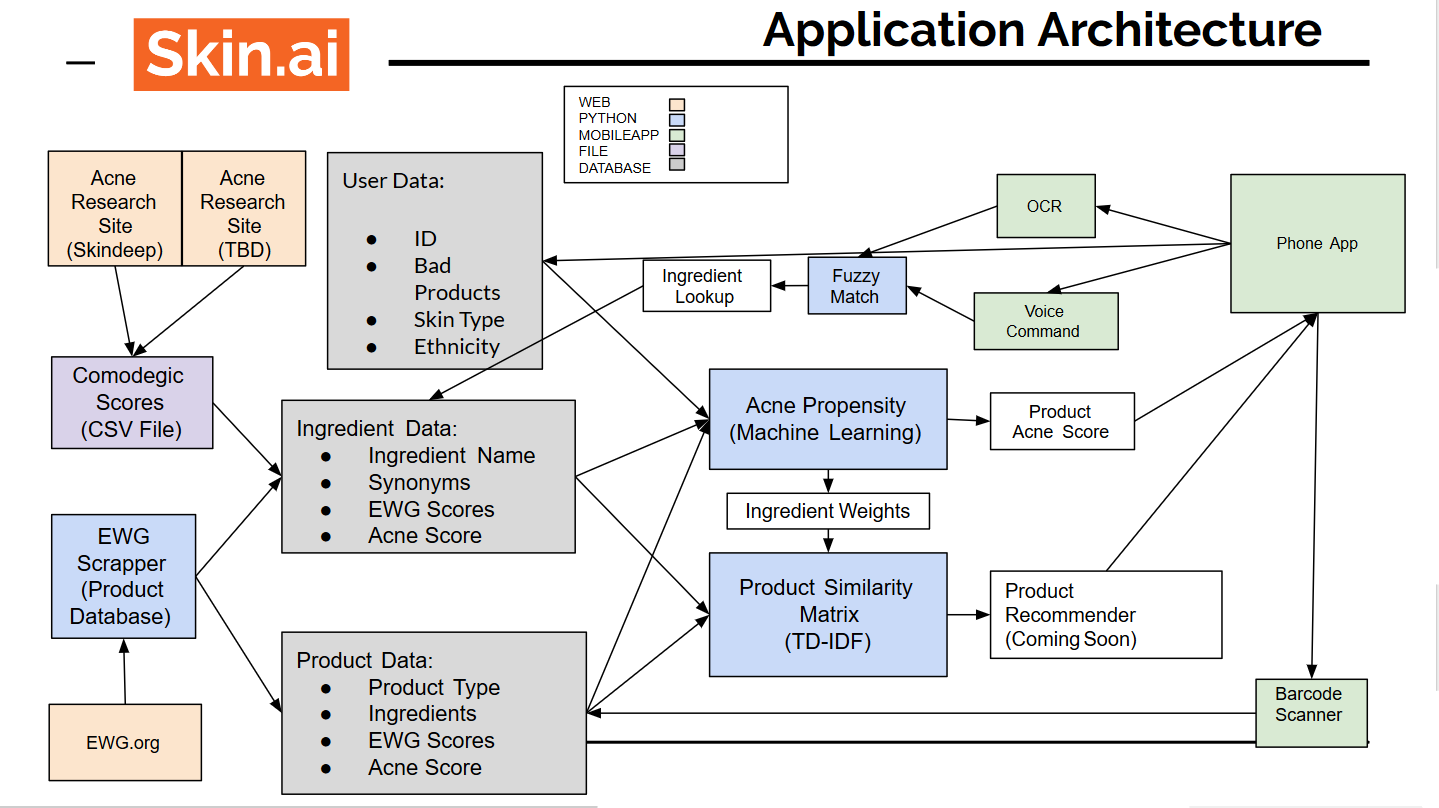 Skin.ai
Application Architecture
WEB
PYTHON
MOBILEAPP
FILE
DATABASE
Acne
Research
Site
(Skindeep)
Acne
Research
Site
(TBD)
User Data:
● ID
● Bad
Products
● Skin Type
● Ethnicity
OCR
Phone App
Ingredient
Lookup
Fuzzy
Match
Voice
Command
Comodegic
Scores
(CSV File)
Ingredient Data:
● Ingredient Name
● Synonyms
● EWG Scores
● Acne Score
Acne Propensity
(Machine Learning)
Product
Acne Score
Ingredient Weights
EWG
Scrapper
(Product
Database)
Product Similarity
Matrix
(TD-IDF)
Product
Recommender
(Coming Soon)
Product Data:
● Product Type
● Ingredients
● EWG Scores
● Acne Score
Barcode
Scanner
EWG.org